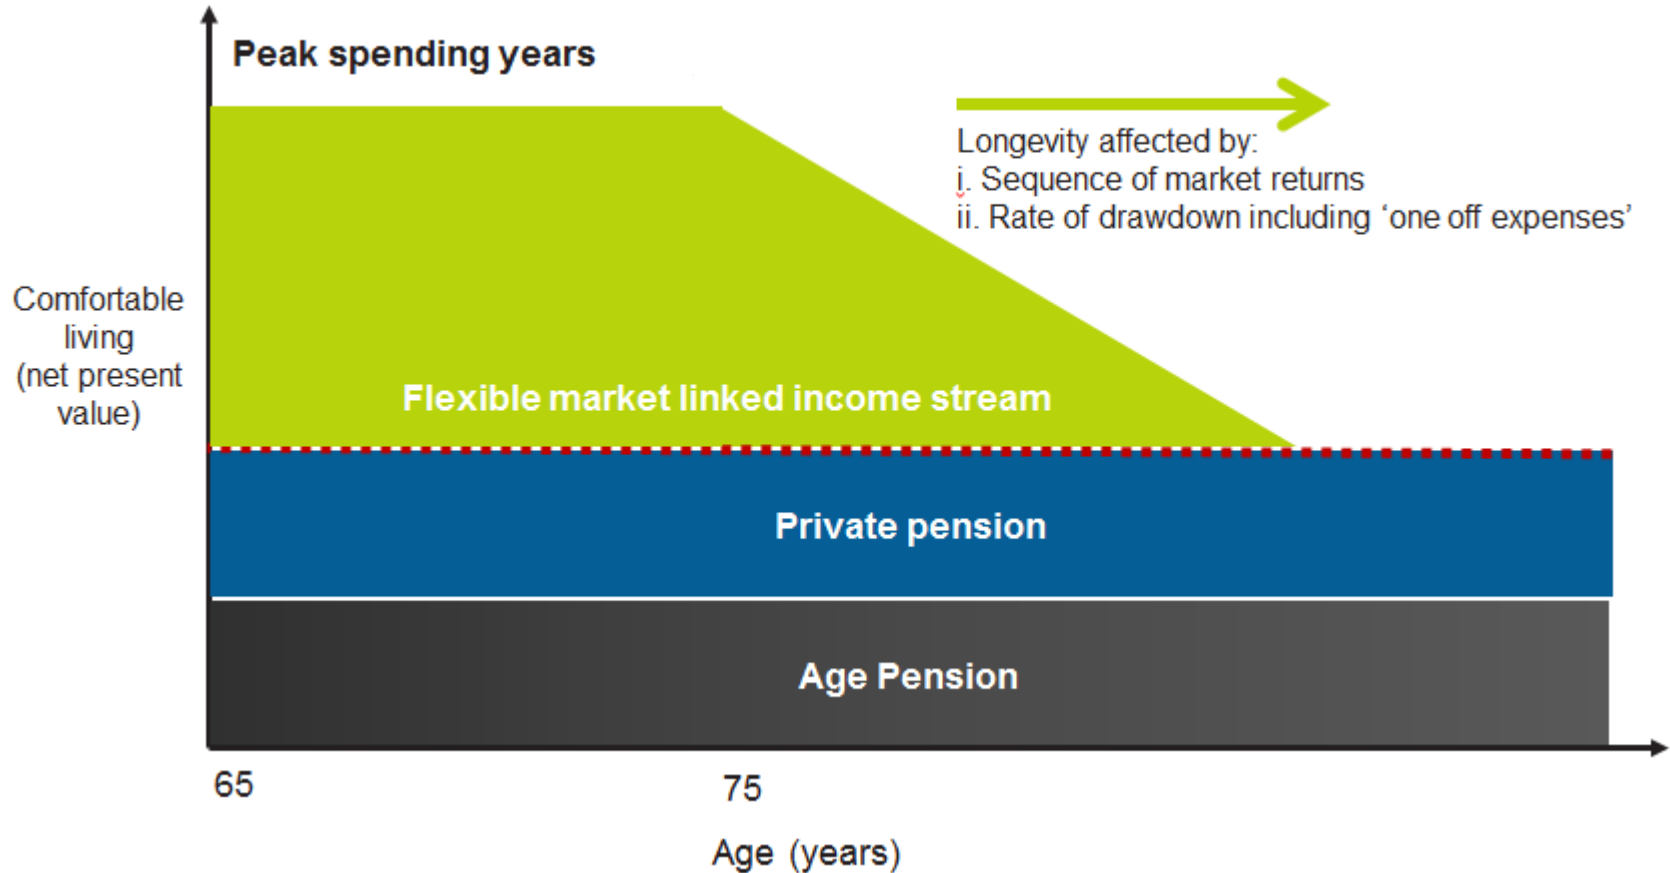 Peak spending years
Longevity affected by:
i. Sequence of market returns
ii. Rate of drawdown including ‘one off expenses’
Comfortable
living
(net present
value)
Flexible market linked income stream
Private pension
Age Pension
65
75
Age (years)